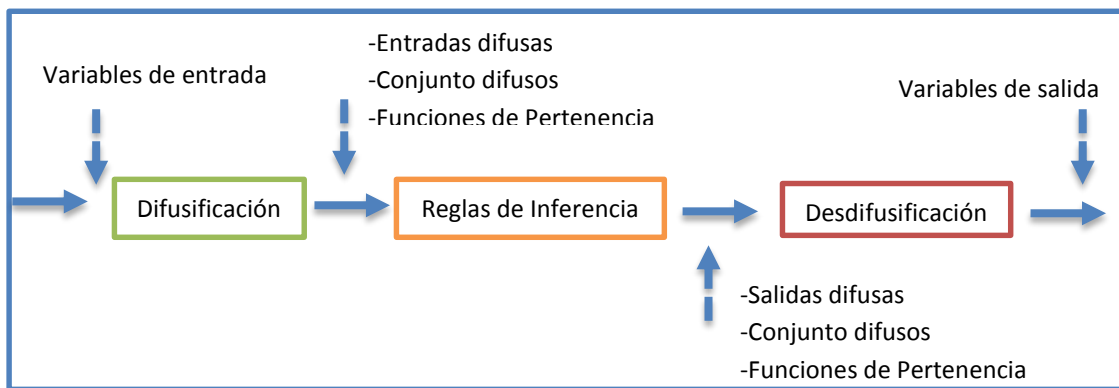 Variables de entrada
-Entradas difusas
-Conjunto difusos
-Funciones de Pertenencia
Variables de salida
Difusificación
Reglas de Inferencia
Desdifusificación
-Salidas difusas
-Conjunto difusos
-Funciones de Pertenencia